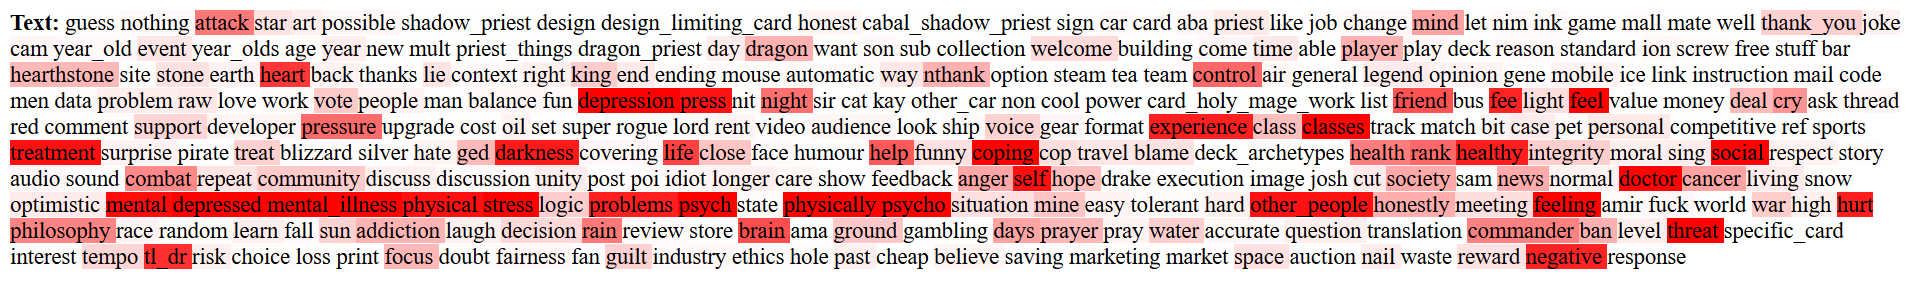 Text: guess nothing attack star art possible shadow_priest design design_limiting_card honest cabal_shadow_priest sign car card aba priest like job change mind let nim ink game mall mate well thank_you joke
cam year_old event year_olds age year new mult priest_things dragon_priest day dragon want son sub collection welcome building come time able player play deck reason standard ion screw free stuff bar
hearthstone site stone earth heart back thanks lie context right king end ending mouse automatic way nthank option steam tea team control air general legend opinion gene mobile ice link instruction mail code
men data problem raw love work vote people man balance fun depression press nit night sir cat kay other_car non cool power card_holy_mage_work list friend bus fee light feel value money deal cry ask thread
red comment support developer pressure upgrade cost oil set super rogue lord rent video audience look ship voice gear format experience class classes track match bit case pet personal competitive ref sports
treatment surprise pirate treat blizzard silver hate ged darkness covering life close face humour help funny coping cop travel blame deck_archetypes health rank healthy integrity moral sing social respect story
audio sound combat repeat community discuss discussion unity post poi idiot longer care show feedback anger self hope drake execution image josh cut society sam news normal doctor cancer living snow
optimistic mental depressed mental_illness physical stress logic problems psych state physically psycho situation mine easy tolerant hard other_people honestly meeting feeling amir fuck world war high hurt
philosophy race random learn fall sun addiction laugh decision rain review store brain ama ground gambling days prayer pray water accurate question translation commander ban level threat specific_card
interest tempo tl_dr risk choice loss print focus doubt fairness fan guilt industry ethics hole past cheap believe saving marketing market space auction nail waste reward negative response